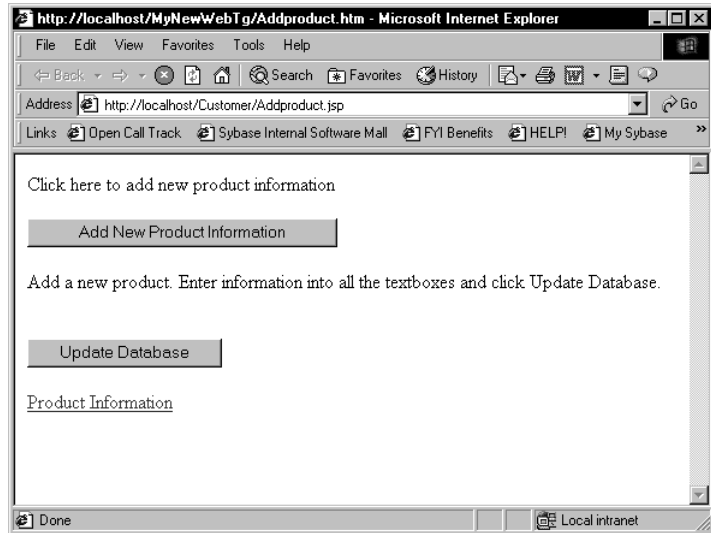 http://localhost/MyNewWebTg/Addproduct.htm - Microsoft Internet Explorer
File Edit View Favorites Tools Help
Back Search Favorites History
Address http://localhost/Customer/Addproduct.jsp Go
Links Open Call Track Sybase Internal Software Mall FYI Benefits HELP! My Sybase »
Click here to add new product information
Add New Product Information
Add a new product. Enter information into all the textboxes and click Update Database.
Update Database
Product Information
Done Local intranet